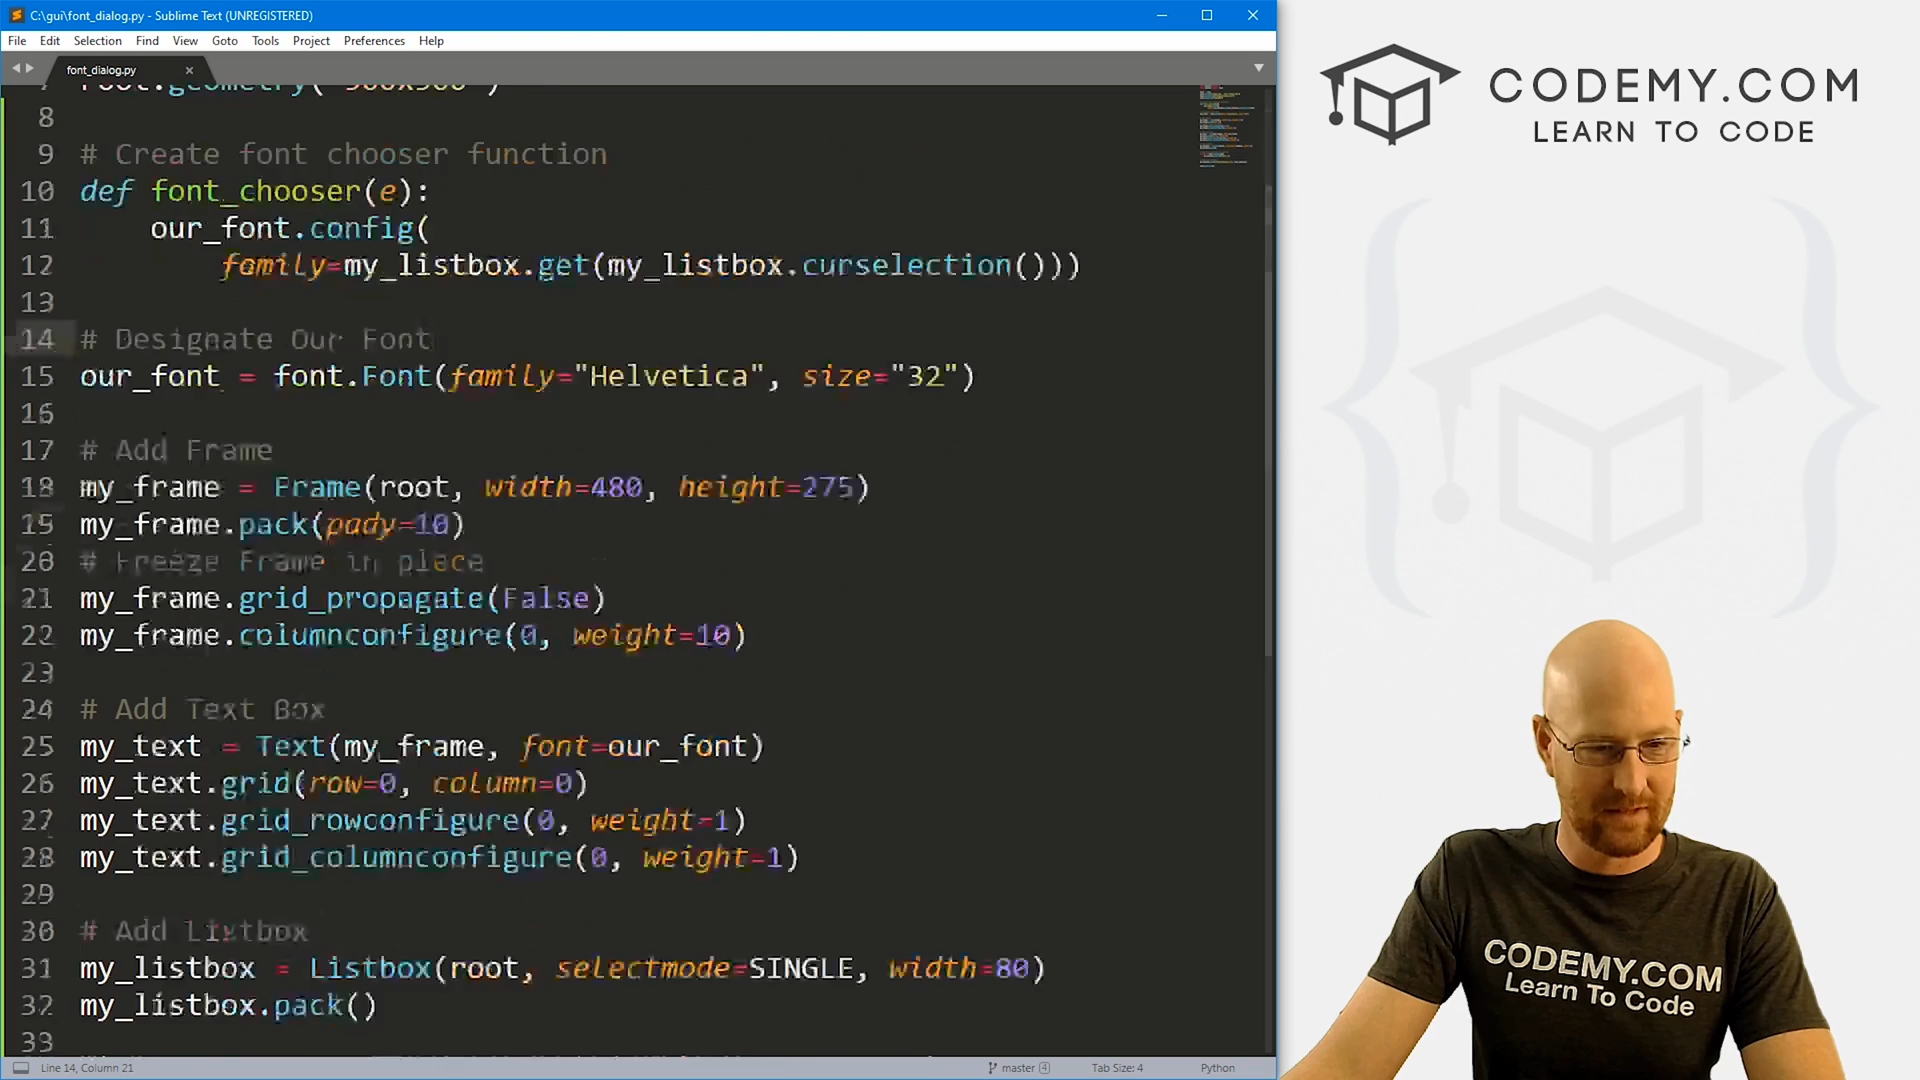 C:\gui\font_dialog.py - Sublime Text (UNREGISTERED)
File Edit Selection Find View Goto Tools Project Preferences Help
font_dialog.py
8
9 # Create font chooser function
10 def font_chooser(e):
11 our_font.config(
12 family=my_listbox.get(my_listbox.curselection()))
13
14 # Designate Our Font
15 our_font = font.Font(family="Helvetica", size="32")
16
17 # Add Frame
18 my_frame = Frame(root, width=480, height=275)
19 my_frame.pack(pady=10)
20 # Freeze Frame in place
21 my_frame.grid_propagate(False)
22 my_frame.columnconfigure(0, weight=10)
23
24 # Add Text Box
25 my_text = Text(my_frame, font=our_font)
26 my_text.grid(row=0, column=0)
27 my_text.grid_rowconfigure(0, weight=1)
28 my_text.grid_columnconfigure(0, weight=1)
29
30 # Add Listbox
31 my_listbox = Listbox(root, selectmode=SINGLE, width=80)
32 my_listbox.pack()
33
Line 14, Column 21 master 4 Tab Size: 4 Python
CODEMY.COM
LEARN TO CODE
CODEMY.COM
Learn To Code